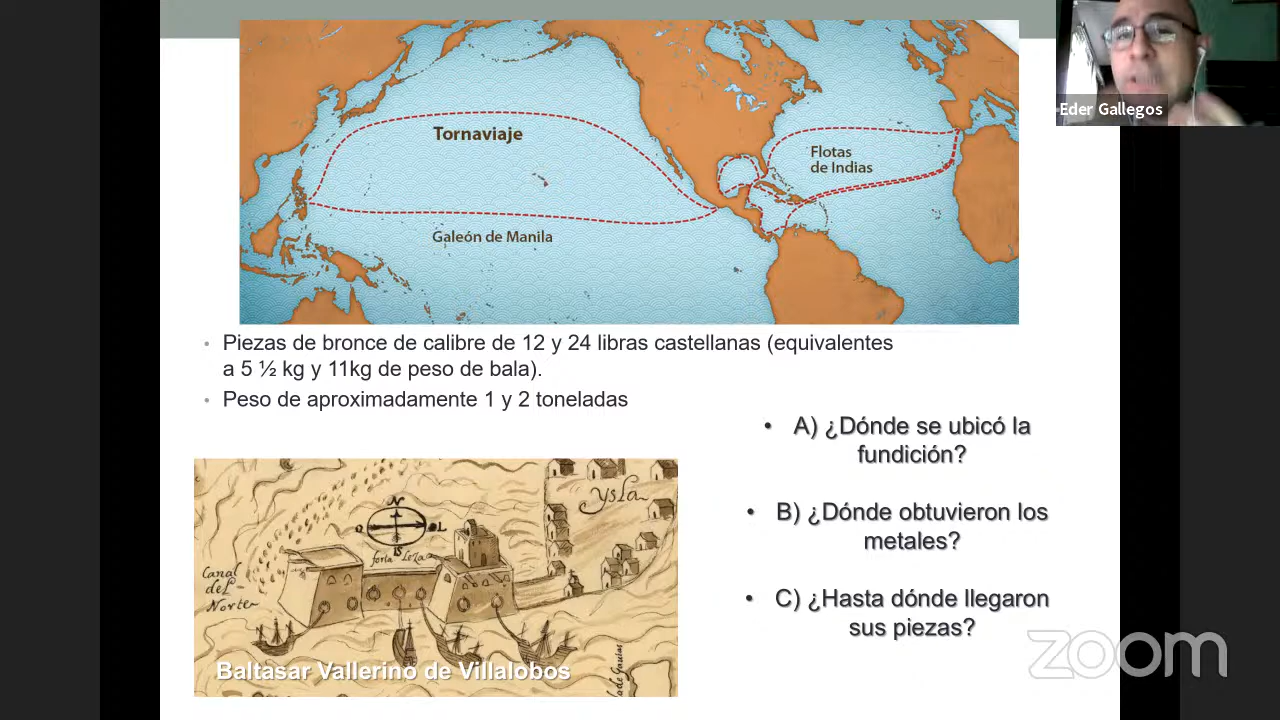 Eder Gallegos
Tornaviaje
Flotas
de Indias
Galeón de Manila
• Piezas de bronce de calibre de 12 y 24 libras castellanas (equivalentes
a 5 ½ kg y 11kg de peso de bala).
• Peso de aproximadamente 1 y 2 toneladas
• A) ¿Dónde se ubicó la
fundición?
• B) ¿Dónde obtuvieron los
metales?
• C) ¿Hasta dónde llegaron
sus piezas?
ysla
N
O L
S
forta Leza
Canal
del
Norte
Baltasar Vallerino de Villalobos
zoom